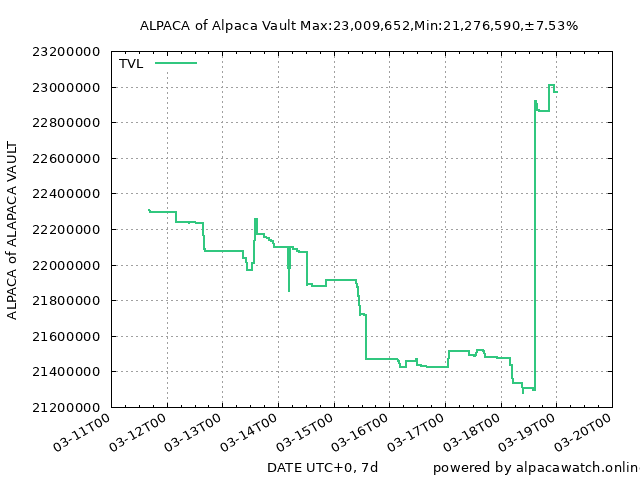 ALPACA of Alpaca Vault Max:23,009,652,Min:21,276,590,±7.53%
TVL
23200000
23000000
22800000
22600000
22400000
22200000
22000000
21800000
21600000
21400000
21200000
ALPACA of ALAPACA VAULT
03-11T00
03-12T00
03-13T00
03-14T00
03-15T00
03-16T00
03-17T00
03-18T00
03-19T00
03-20T00
DATE UTC+0, 7d
powered by alpacawatch.online